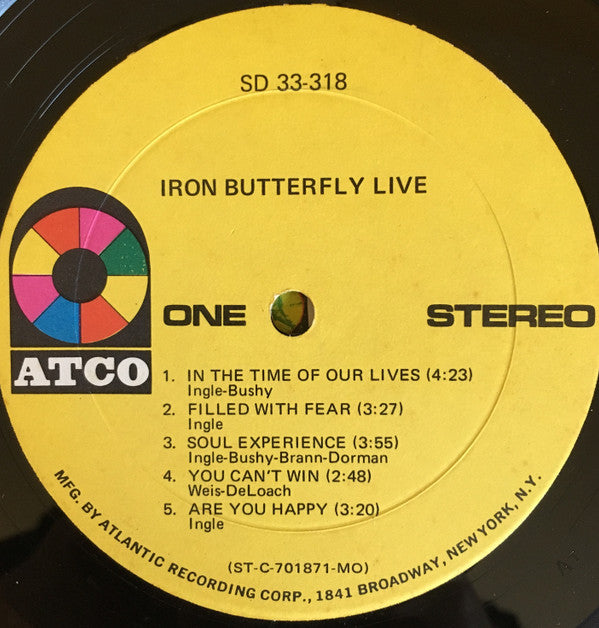 SD 33-318
IRON BUTTERFLY LIVE
ATCO
ONE
STEREO
1. IN THE TIME OF OUR LIVES (4:23)
Ingle-Bushy
2. FILLED WITH FEAR (3:27)
Ingle
3. SOUL EXPERIENCE (3:55)
Ingle-Bushy-Brann-Dorman
4. YOU CAN'T WIN (2:48)
Weis-DeLoach
5. ARE YOU HAPPY (3:20)
Ingle
(ST-C-701871-MO)
MFG. BY ATLANTIC RECORDING CORP., 1841 BROADWAY, NEW YORK, N.Y.